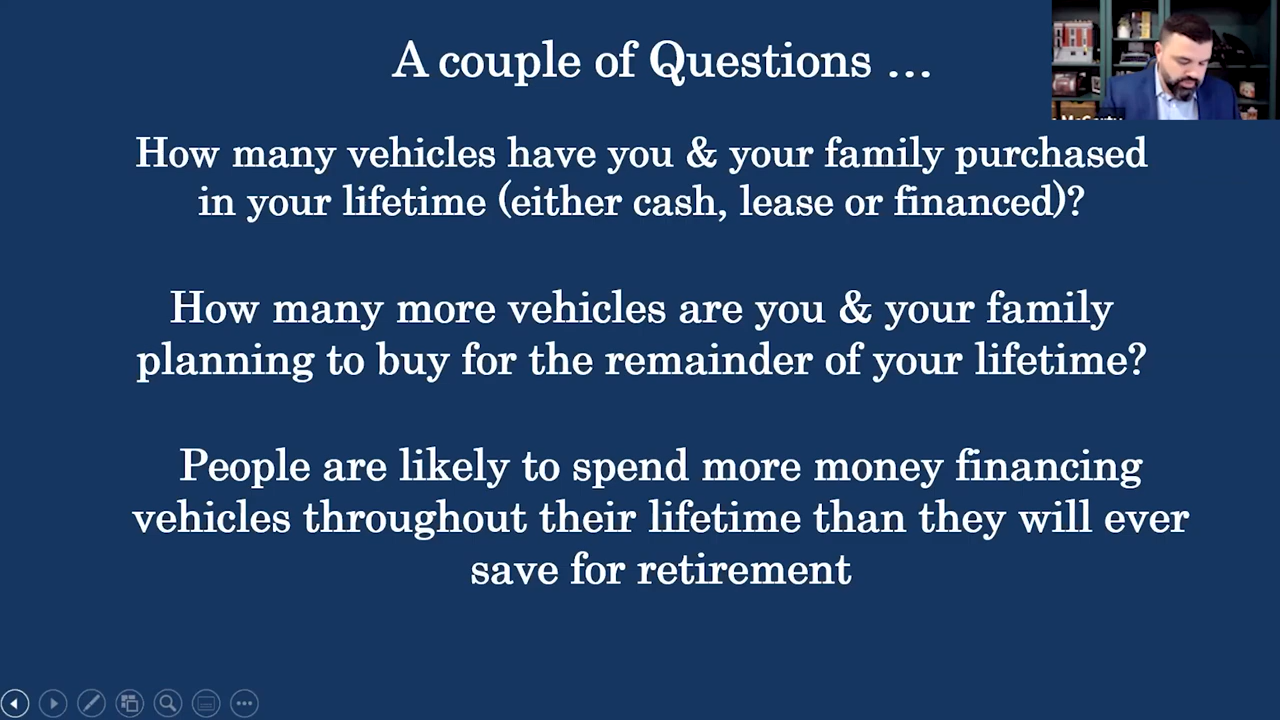 A couple of Questions ...
How many vehicles have you & your family purchased
in your lifetime (either cash, lease or financed)?
How many more vehicles are you & your family
planning to buy for the remainder of your lifetime?
People are likely to spend more money financing
vehicles throughout their lifetime than they will ever
save for retirement